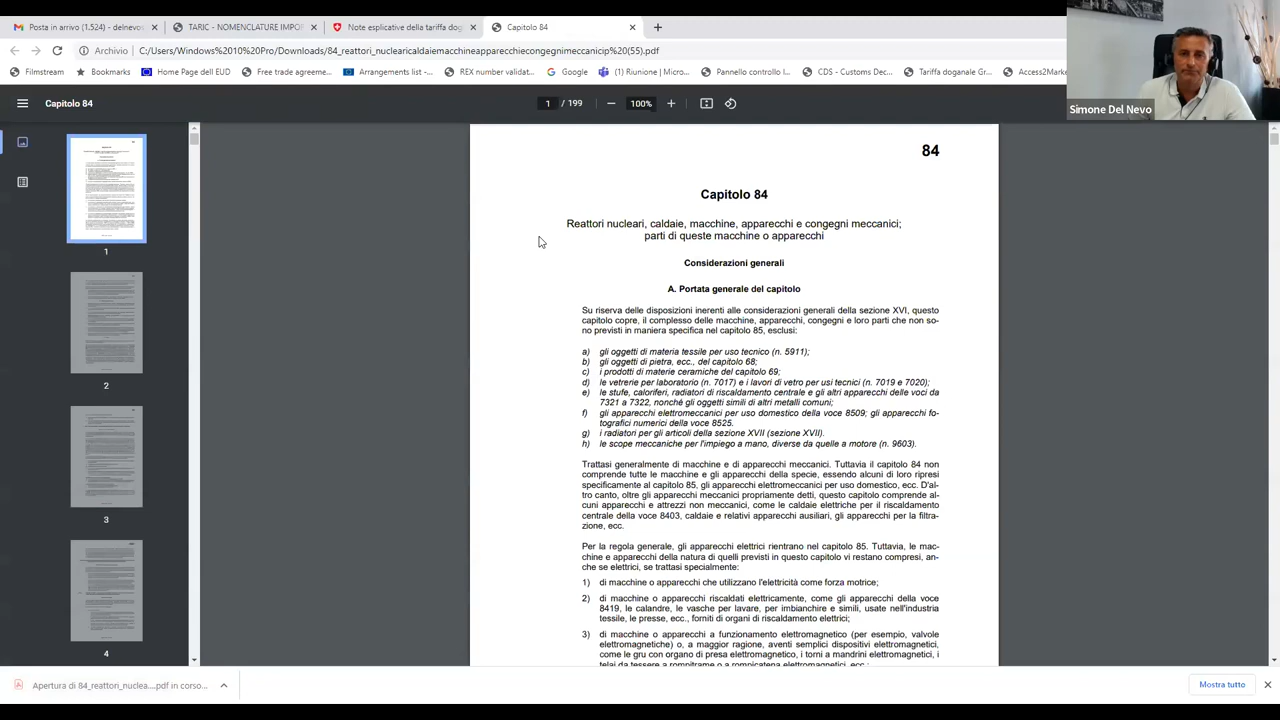 Posta in arrivo (1.524) - delnevo
TARIC - NOMENCLATURE IMPOR
Note esplicative della tariffa dog
Capitolo 84
Archivio
C:/Users/Windows%2010%20Pro/Downloads/84_reattori_nuclearicaldaiemacchineapparecchiecongegnimeccanicip%20(55).pdf
Filmstream
Bookmarks
Home Page dell EUD
Free trade agreeme...
Arrangements list -...
REX number validat...
Google
(1) Riunione | Micro...
Pannello controllo I...
CDS - Customs Dec...
Tariffa doganale Gr...
Access2Market
Simone Del Nevo
Capitolo 84
1 / 199
100%
1
2
3
4
84
Capitolo 84
Reattori nucleari, caldaie, macchine, apparecchi e congegni meccanici;
parti di queste macchine o apparecchi
Considerazioni generali
A. Portata generale del capitolo
Su riserva delle disposizioni inerenti alle considerazioni generali della sezione XVI, questo
capitolo copre, il complesso delle macchine, apparecchi, congegni e loro parti che non so-
no previsti in maniera specifica nel capitolo 85, esclusi:
a) gli oggetti di materia tessile per uso tecnico (n. 5911);
b) gli oggetti di pietra, ecc., del capitolo 68;
c) i prodotti di materie ceramiche del capitolo 69;
d) le vetrerie per laboratorio (n. 7017) e i lavori di vetro per usi tecnici (n. 7019 e 7020);
e) le stufe, caloriferi, radiatori di riscaldamento centrale e gli altri apparecchi delle voci da
7321 a 7322, nonché gli oggetti simili di altri metalli comuni;
f) gli apparecchi elettromeccanici per uso domestico della voce 8509; gli apparecchi fo-
tografici numerici della voce 8525.
g) i radiatori per gli articoli della sezione XVII (sezione XVII).
h) le scope meccaniche per l'impiego a mano, diverse da quelle a motore (n. 9603).
Trattasi generalmente di macchine e di apparecchi meccanici. Tuttavia il capitolo 84 non
comprende tutte le macchine e gli apparecchi della specie, essendo alcuni di loro ripresi
specificamente al capitolo 85, gli apparecchi elettromeccanici per uso domestico, ecc. D'al-
tro canto, oltre gli apparecchi meccanici propriamente detti, questo capitolo comprende al-
cuni apparecchi e attrezzi non meccanici, come le caldaie elettriche per il riscaldamento
centrale della voce 8403, caldaie e relativi apparecchi ausiliari, gli apparecchi per la filtra-
zione, ecc.
Per la regola generale, gli apparecchi elettrici rientrano nel capitolo 85. Tuttavia, le mac-
chine e apparecchi della natura di quelli previsti in questo capitolo vi restano compresi, an-
che se elettrici, se trattasi specialmente:
1) di macchine o apparecchi che utilizzano l'elettricità come forza motrice;
2) di macchine o apparecchi riscaldati elettricamente, come gli apparecchi della voce
8419, le calandre, le vasche per lavare, per imbianchire e simili, usate nell'industria
tessile, le presse, ecc., forniti di organi di riscaldamento elettrici;
3) di macchine o apparecchi a funzionamento elettromagnetico (per esempio, valvole
elettromagnetiche) o, a maggior ragione, aventi semplici dispositivi elettromagnetici,
come le gru con organo di presa elettromagnetico, i torni a mandrini elettromagnetici, i
telai da tessere a rompitrame o a rompicatena elettromagnetici, ecc.;
Apertura di 84_reattori_nuclea....pdf in corso...
Mostra tutto